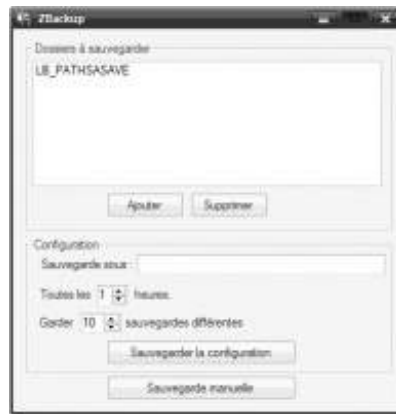 ZBackup
Dossiers à sauvegarder
LB_PATHSASAVE
Ajouter Supprimer
Configuration
Sauvegarde sous :
Toutes les 1 heures.
Garder 10 sauvegardes différentes
Sauvegarder la configuration
Sauvegarde manuelle